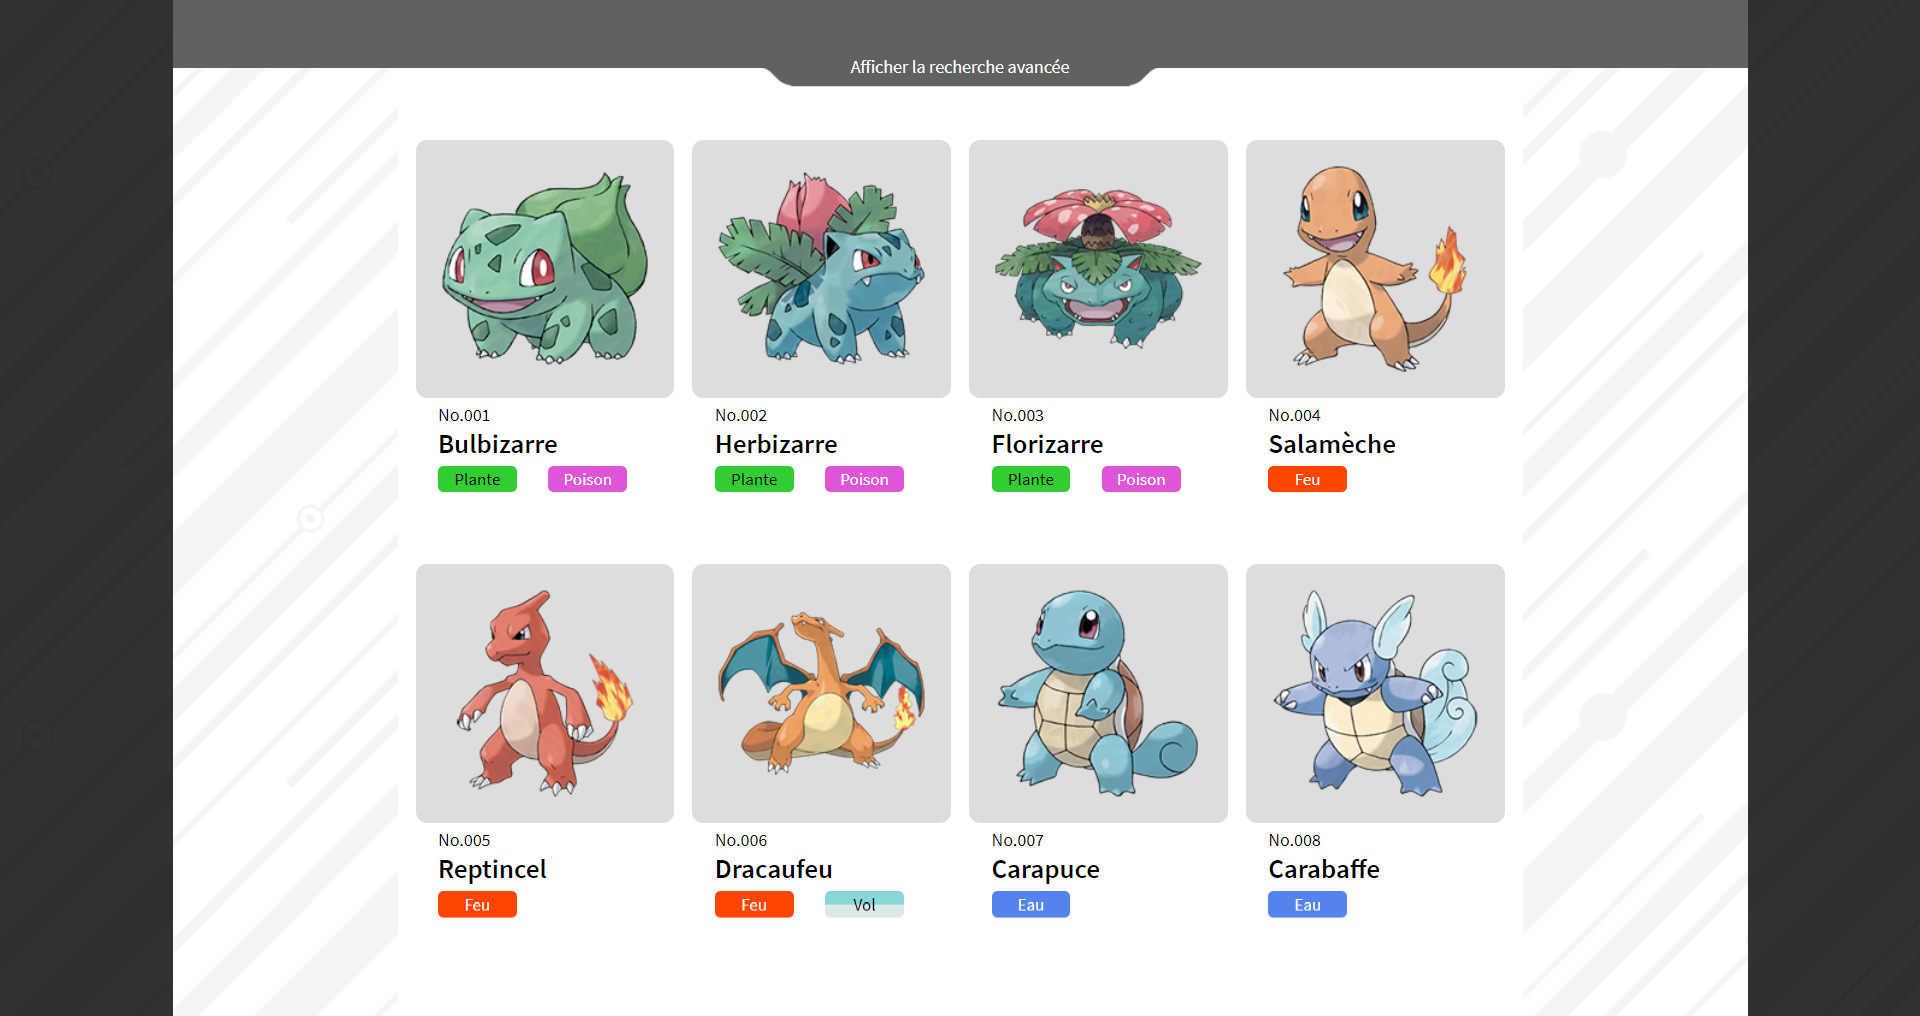 Afficher la recherche avancée
No.001
Bulbizarre
Plante Poison
No.002
Herbizarre
Plante Poison
No.003
Florizarre
Plante Poison
No.004
Salamèche
Feu
No.005
Reptincel
Feu
No.006
Dracaufeu
Feu Vol
No.007
Carapuce
Eau
No.008
Carabaffe
Eau